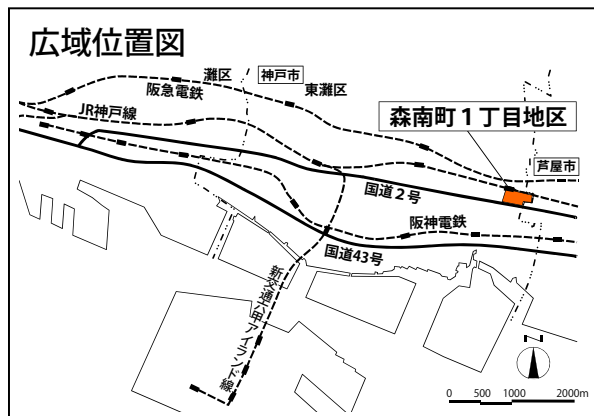 広域位置図
灘区
神戸市
東灘区
阪急電鉄
JR神戸線
森南町1丁目地区
芦屋市
国道2号
阪神電鉄
国道43号
新交通六甲アイランド線
N
0 500 1000 2000m